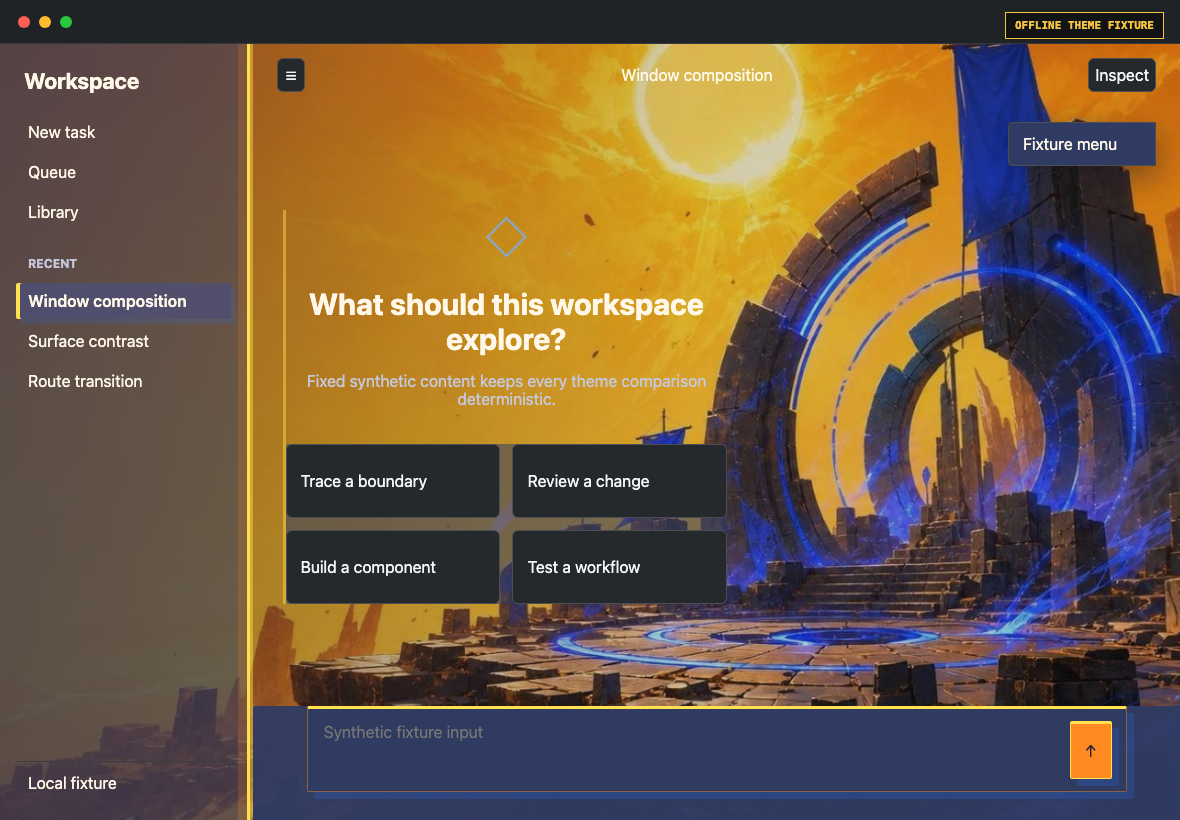 OFFLINE THEME FIXTURE
Workspace
New task
Queue
Library
RECENT
Window composition
Surface contrast
Route transition
Local fixture
Window composition
Inspect
Fixture menu
What should this workspace
explore?
Fixed synthetic content keeps every theme comparison
deterministic.
Trace a boundary
Review a change
Build a component
Test a workflow
Synthetic fixture input